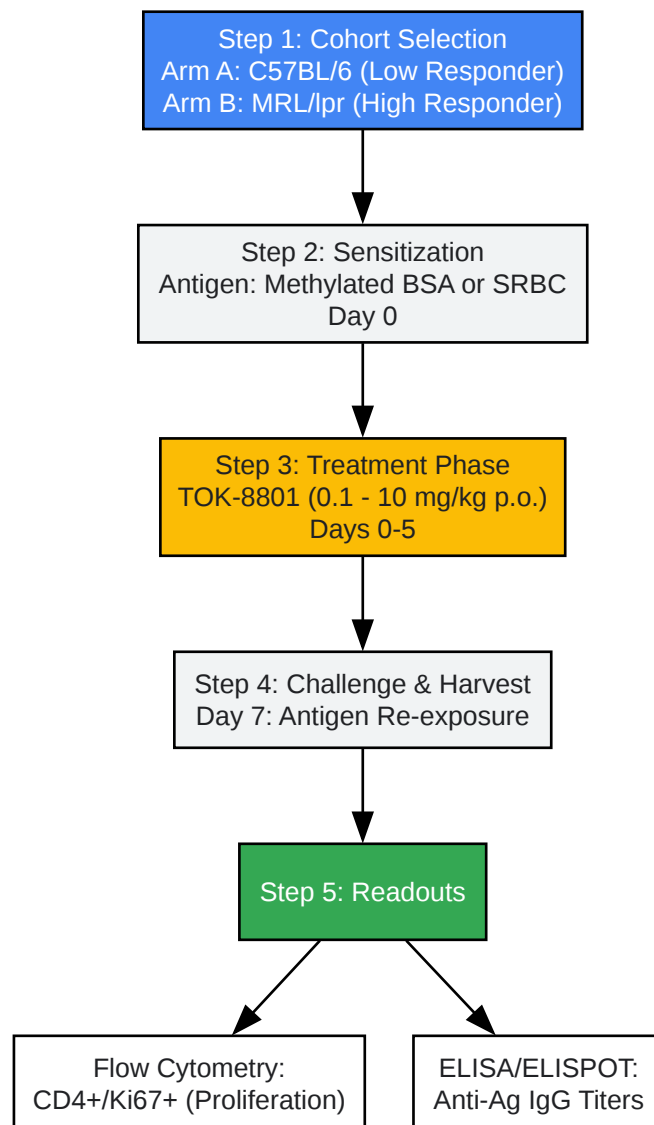 Step 1: Cohort Selection
Arm A: C57BL/6 (Low Responder)
Arm B: MRL/lpr (High Responder)
Step 2: Sensitization
Antigen: Methylated BSA or SRBC
Day 0
Step 3: Treatment Phase
TOK-8801 (0.1 - 10 mg/kg p.o.)
Days 0-5
Step 4: Challenge & Harvest
Day 7: Antigen Re-exposure
Step 5: Readouts
Flow Cytometry:
CD4+/Ki67+ (Proliferation)
ELISA/ELISPOT:
Anti-Ag IgG Titers